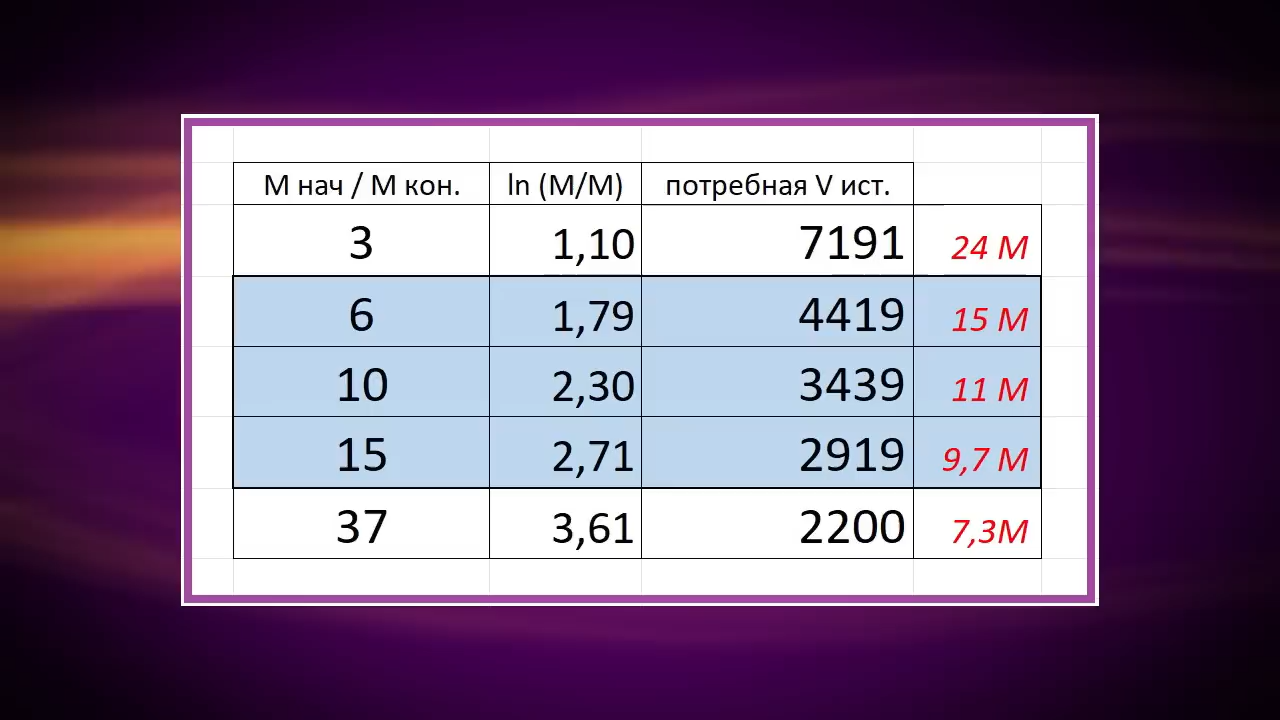 М нач / М кон. ln (М/М) потребная V ист.
3 1,10 7191 24 М
6 1,79 4419 15 М
10 2,30 3439 11 М
15 2,71 2919 9,7 М
37 3,61 2200 7,3М